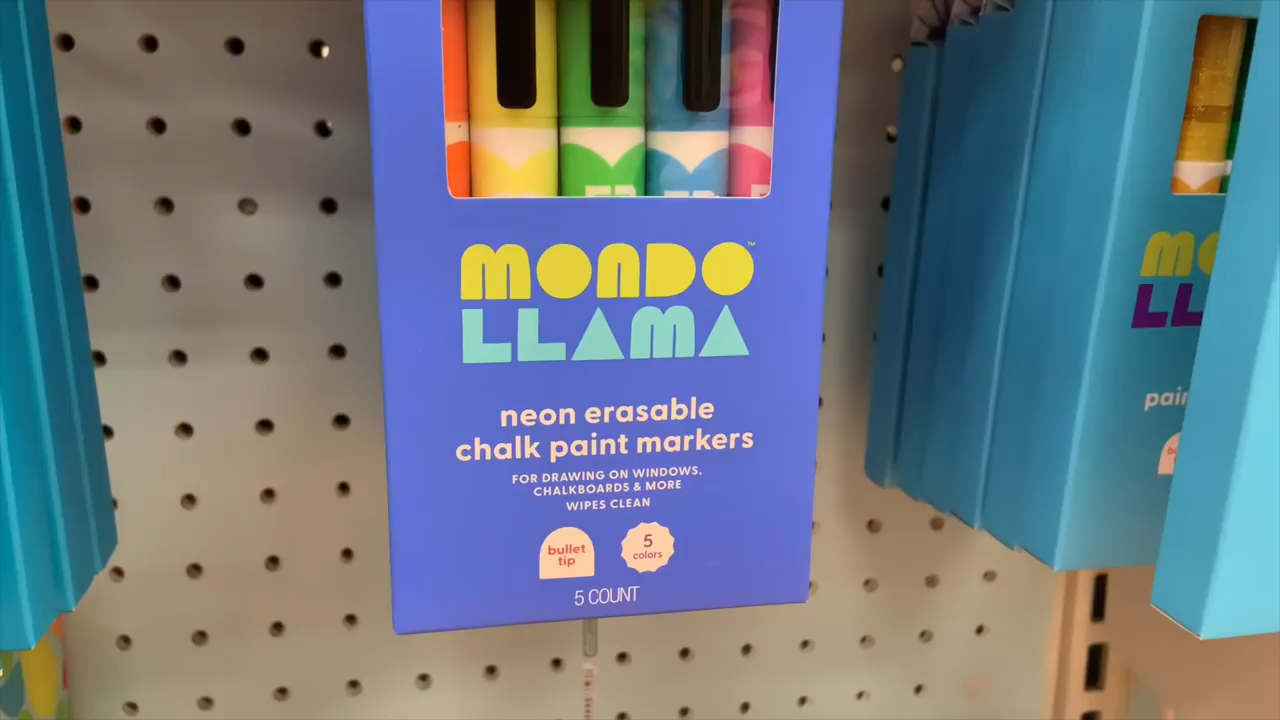 MONDO™
LLAMA
neon erasable
chalk paint markers
FOR DRAWING ON WINDOWS,
CHALKBOARDS & MORE
WIPES CLEAN
bullet
tip
5
colors
5 COUNT